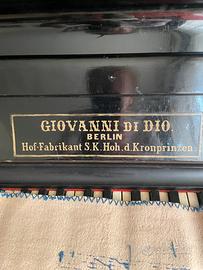 GIOVANNI DI DIO.
BERLIN
Hof-Fabrikant S.K.Hoh.d.Kronprinzen